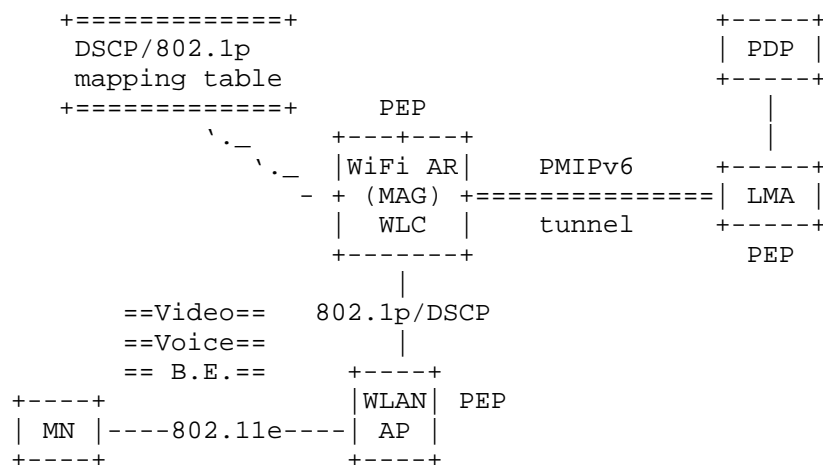 +=============+                                +-----+
 DSCP/802.1p                                   | PDP |
 mapping table                                 +-----+
+=============+      PEP                          |
          `._      +---+---+                      |
             `._   |WiFi AR|    PMIPv6         +-----+
                 - + (MAG) +===============| LMA |
                   |  WLC  |    tunnel         +-----+
                   +-------+                     PEP
                       |
    ==Video==   802.1p/DSCP
    ==Voice==          |
    == B.E.==       +----+
+----+              |WLAN| PEP
| MN |----802.11e----| AP |
+----+              +----+